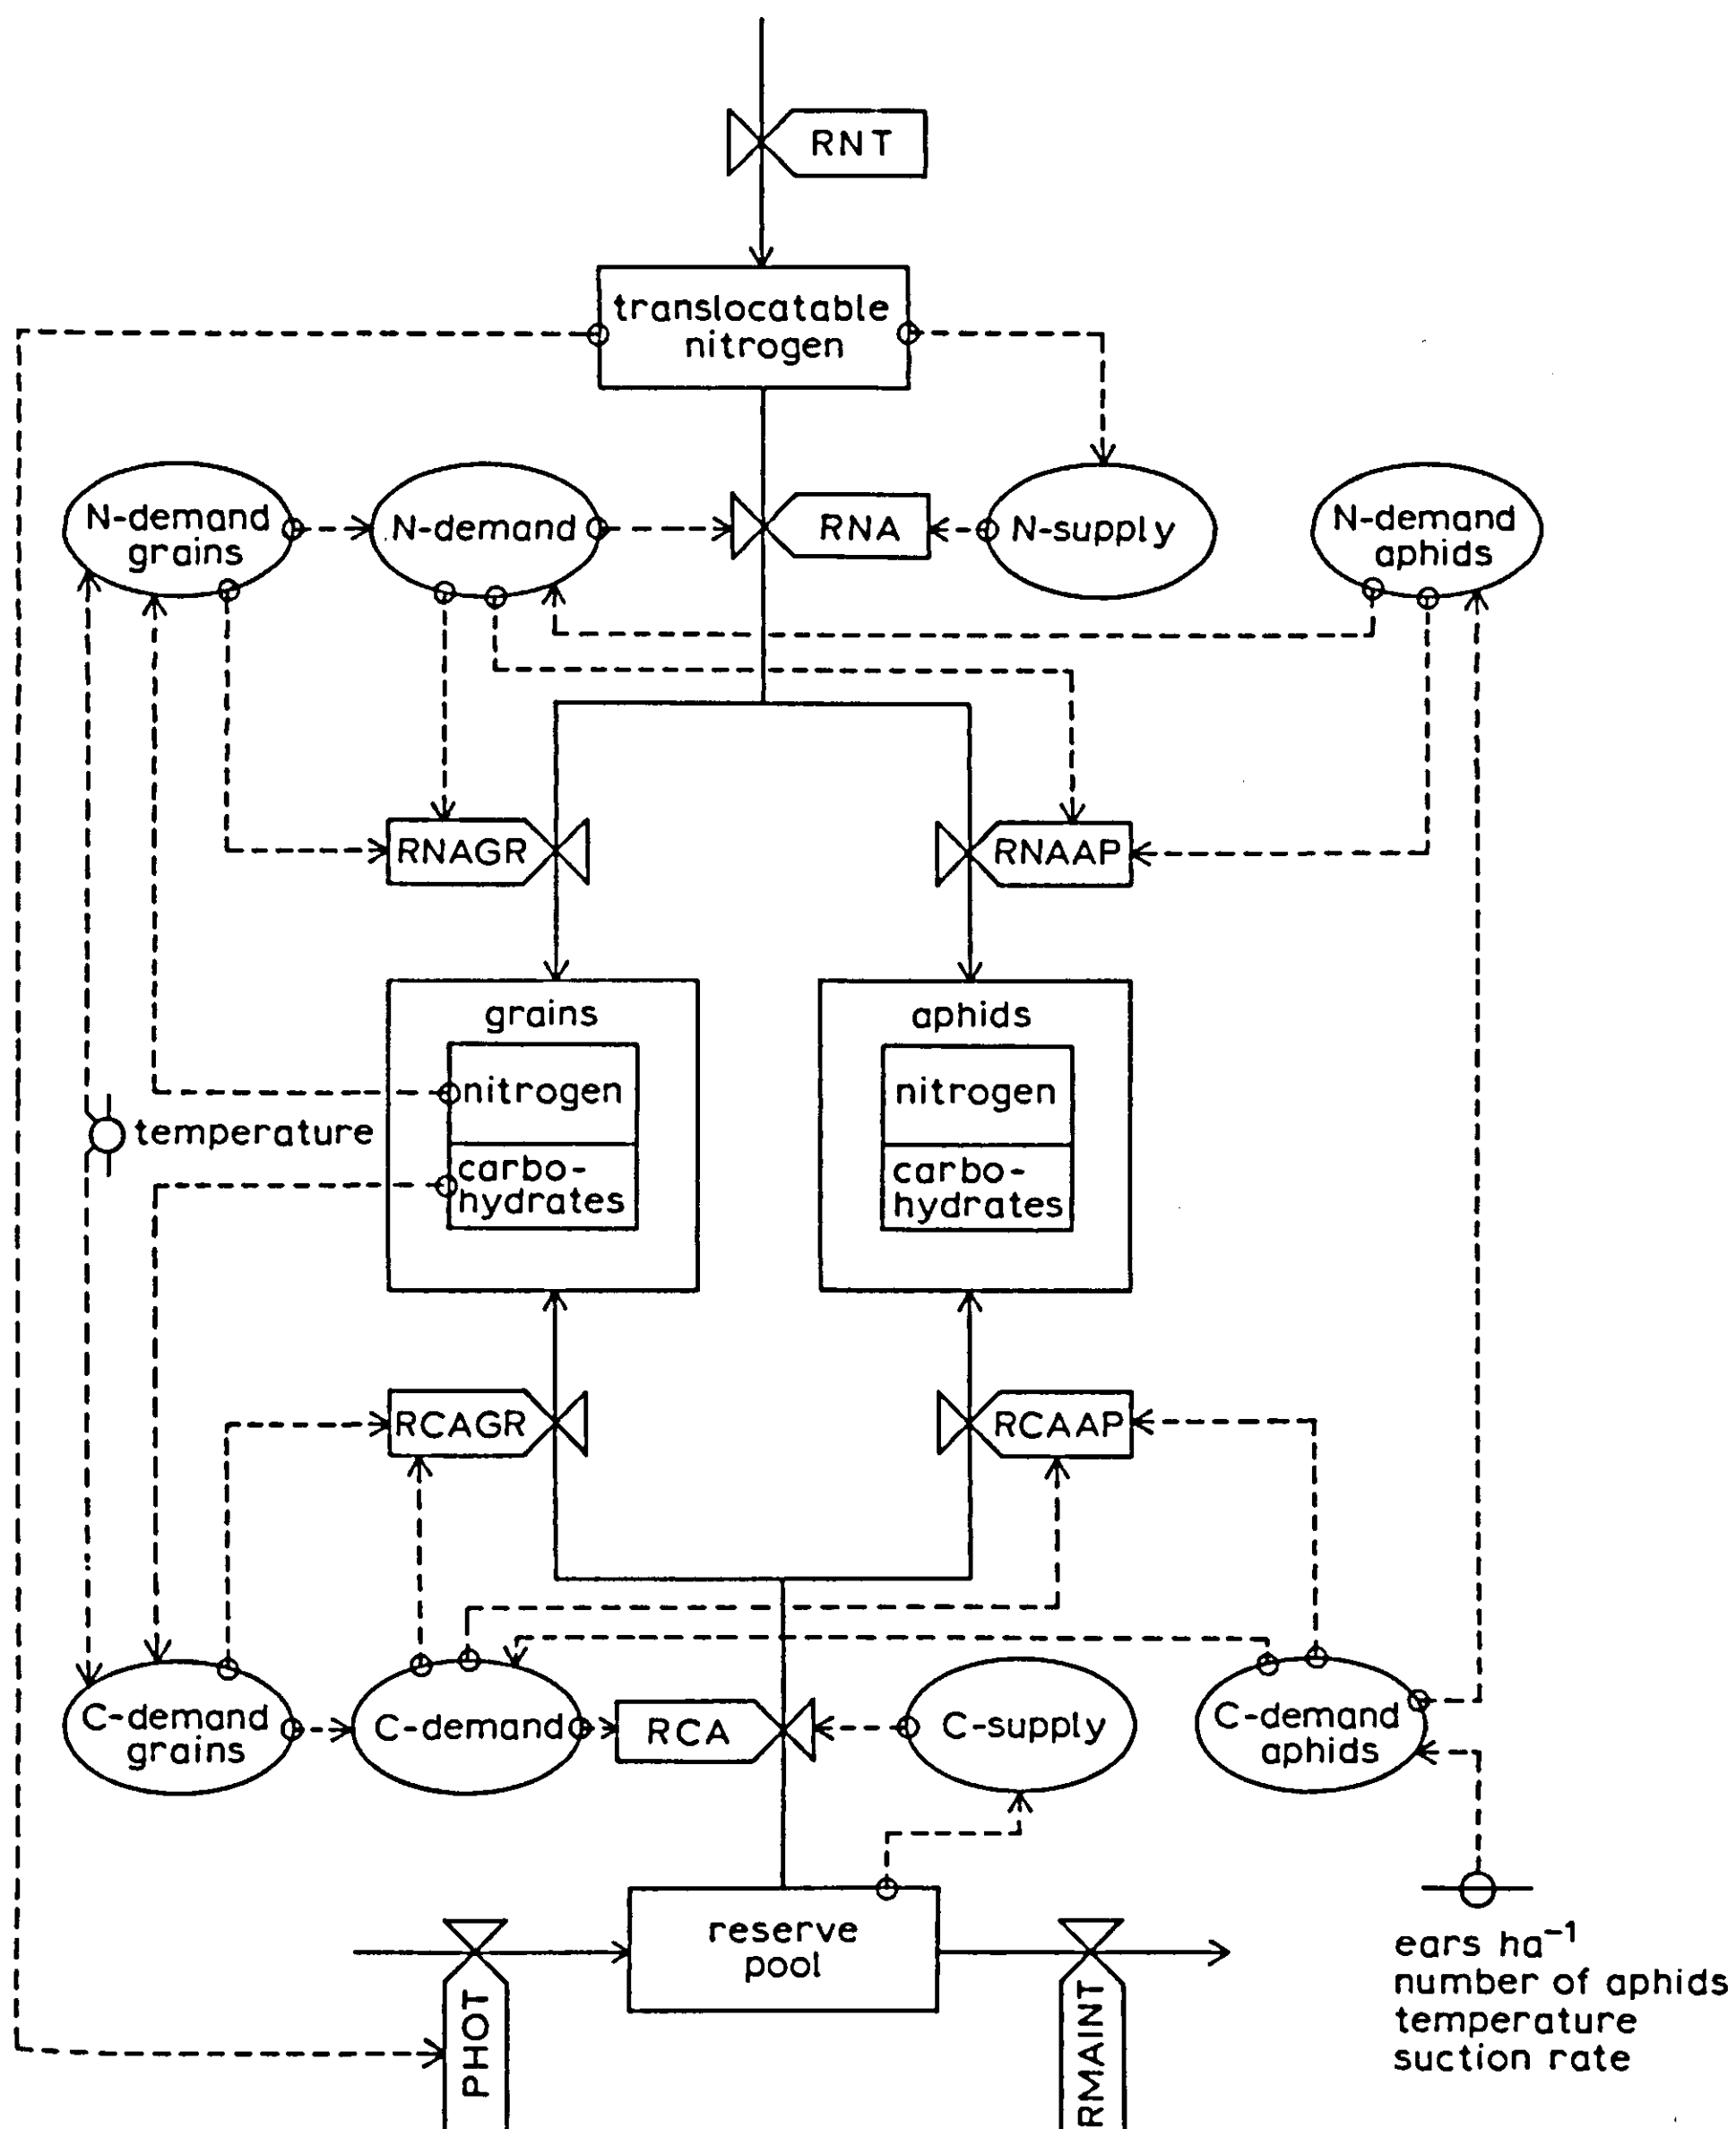 RNT
translocatable
nitrogen
N-demand
grains
N-demand
RNA
N-supply
N-demand
aphids
RNAGR
RNAAP
grains
nitrogen
carbo-
hydrates
aphids
nitrogen
carbo-
hydrates
temperature
RCAGR
RCAAP
C-demand
grains
C-demand
RCA
C-supply
C-demand
aphids
reserve
pool
PHOT
RMAINT
ears ha⁻¹
number of aphids
temperature
suction rate